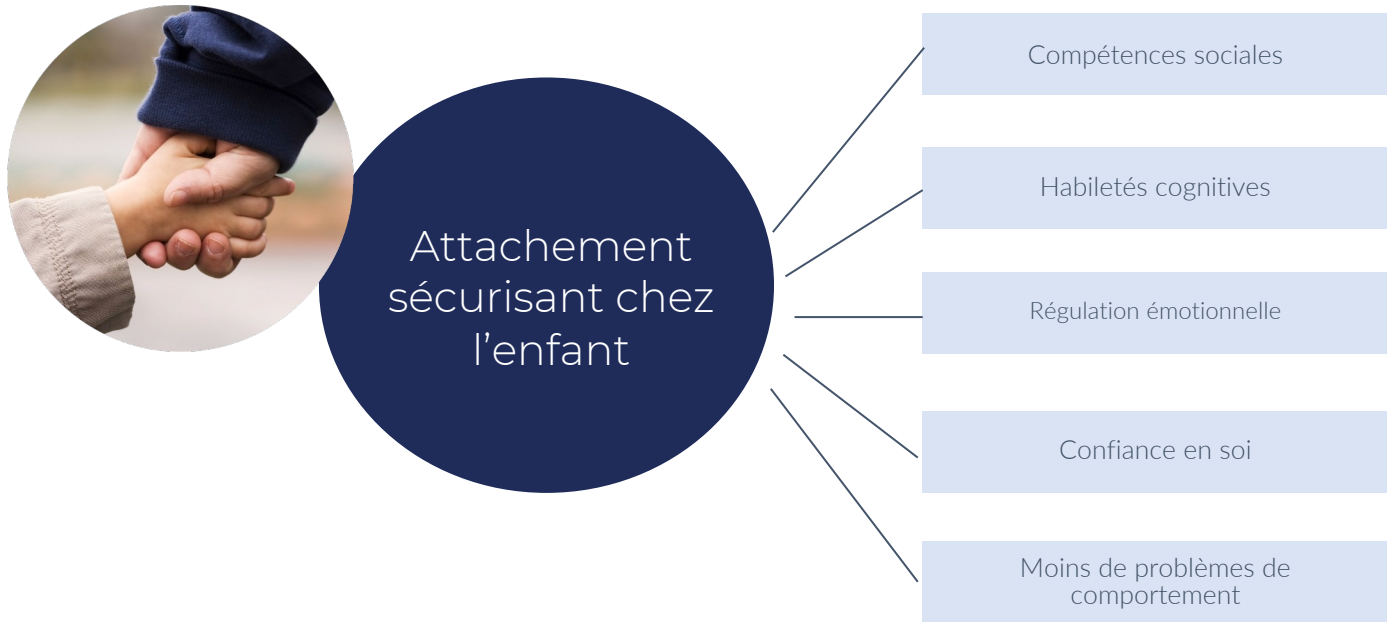 Attachement
sécurisant chez
l’enfant
Compétences sociales
Habiletés cognitives
Régulation émotionnelle
Confiance en soi
Moins de problèmes de
comportement